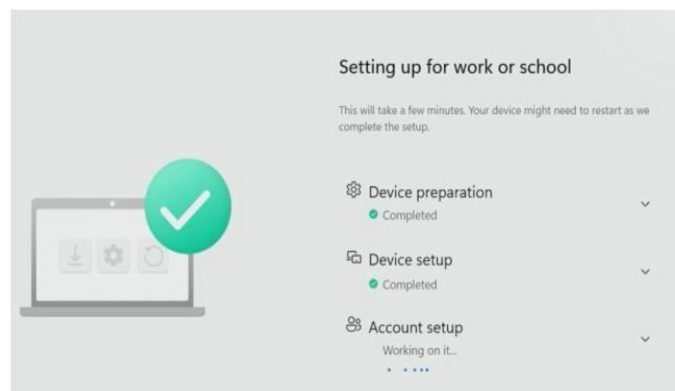 Setting up for work or school
This will take a few minutes. Your device might need to restart as we
complete the setup.
Device preparation
Completed
Device setup
Completed
Account setup
Working on it...